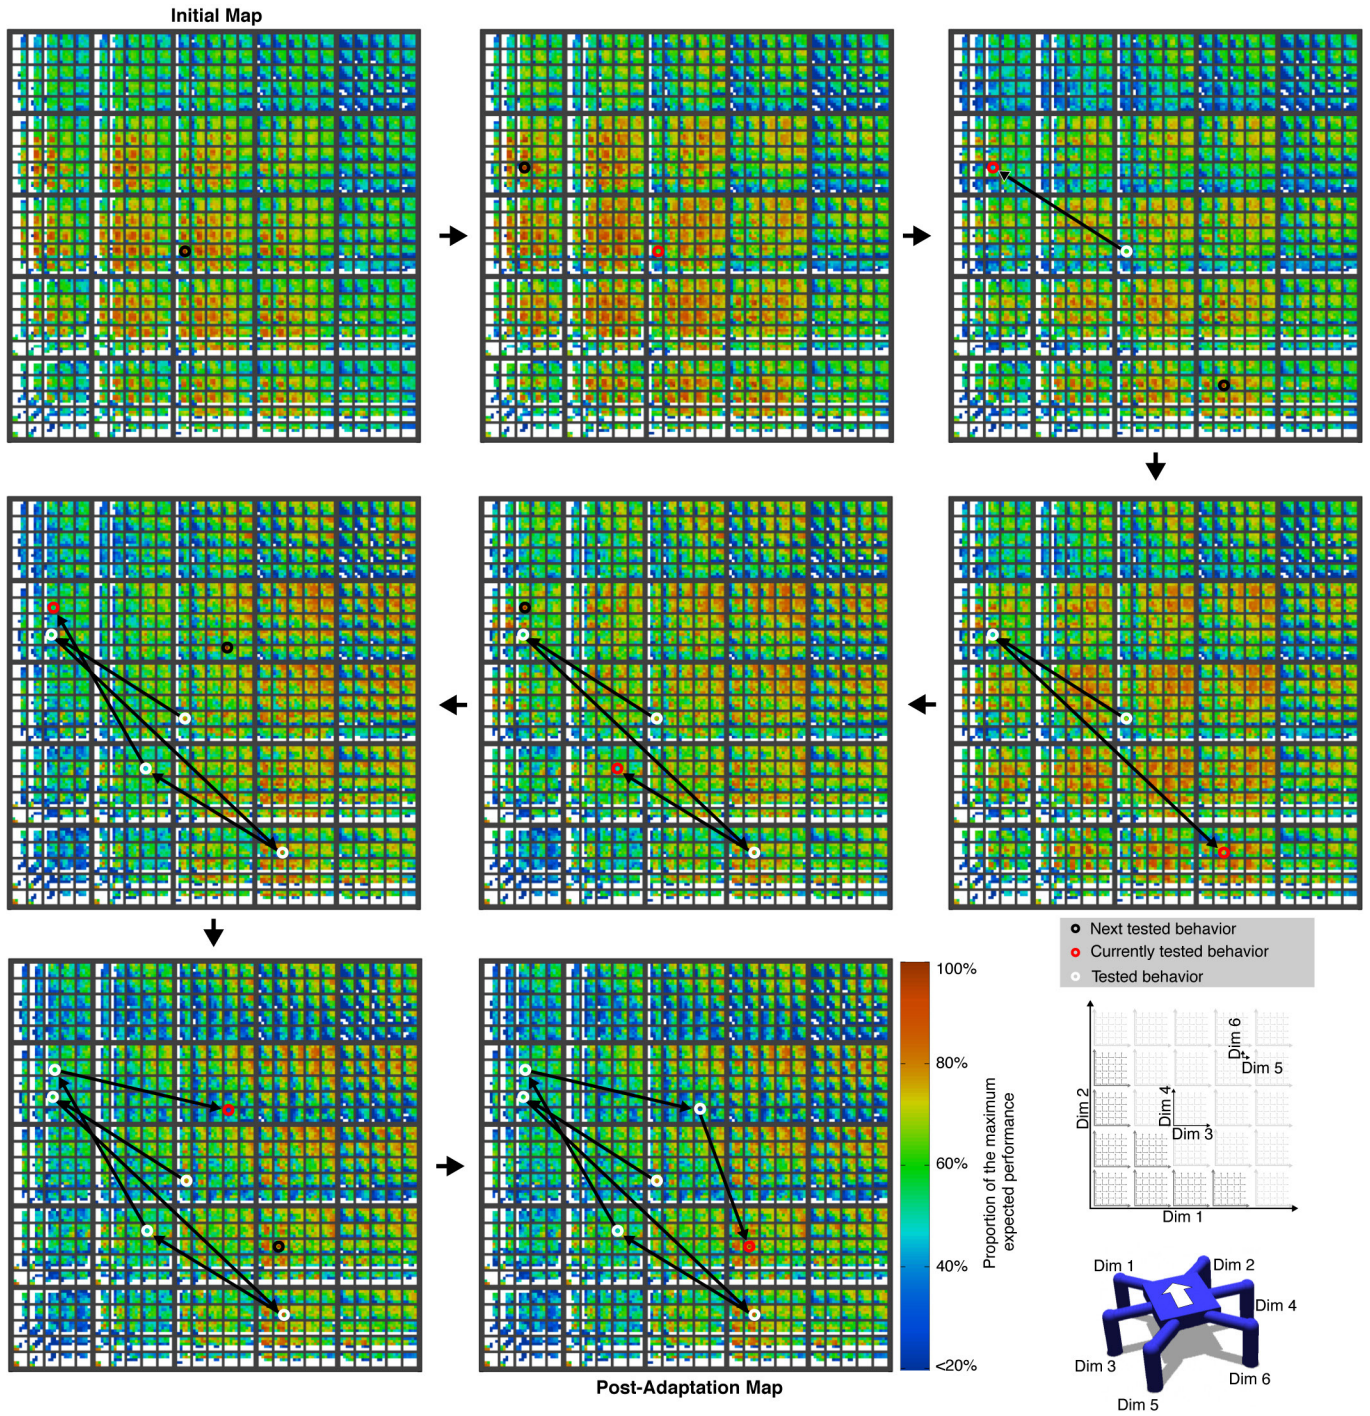 Initial Map
Next tested behavior
Currently tested behavior
Tested behavior
100%
80%
60%
40%
<20%
Proportion of the maximum
expected performance
Dim 6
Dim 5
Dim 4
Dim 3
Dim 2
Dim 1
Dim 1
Dim 2
Dim 4
Dim 3
Dim 6
Dim 5
Post-Adaptation Map